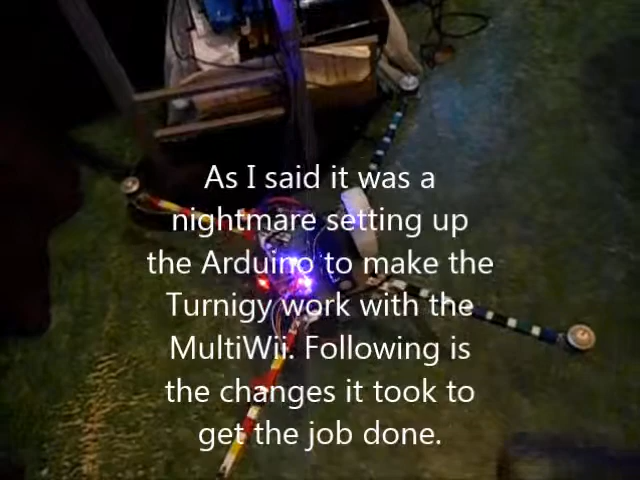 As I said it was a
nightmare setting up
the Arduino to make the
Turnigy work with the
MultiWii. Following is
the changes it took to
get the job done.